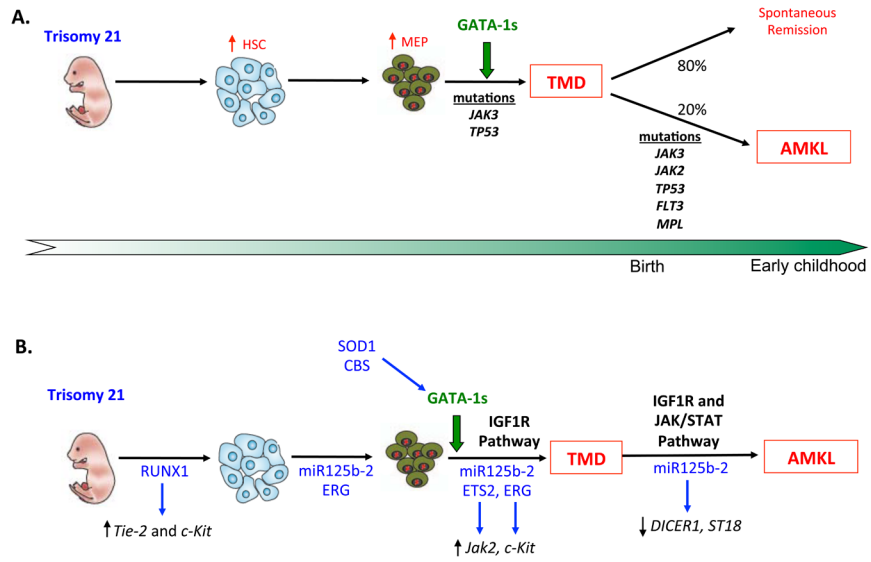 A.
Trisomy 21
HSC
MEP
GATA-1s
mutations
JAK3
TP53
TMD
Spontaneous
Remission
80%
20%
mutations
JAK3
JAK2
TP53
FLT3
MPL
AMKL
Birth
Early childhood
B.
Trisomy 21
RUNX1
Tie-2 and c-Kit
miR125b-2
ERG
SOD1
CBS
GATA-1s
IGF1R
Pathway
miR125b-2
ETS2, ERG
Jak2, c-Kit
TMD
IGF1R and
JAK/STAT
Pathway
miR125b-2
DICER1, ST18
AMKL